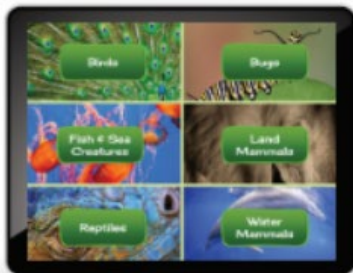 Birds
Bugs
Fish & Sea
Creatures
Land
Mammals
Reptiles
Water
Mammals